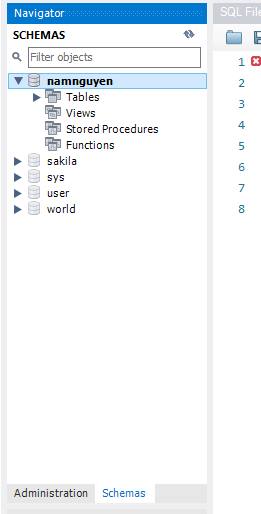 Navigator
SQL File
SCHEMAS
Filter objects
namnguyen
Tables
Views
Stored Procedures
Functions
sakila
sys
user
world
1
2
3
4
5
6
7
8
Administration Schemas